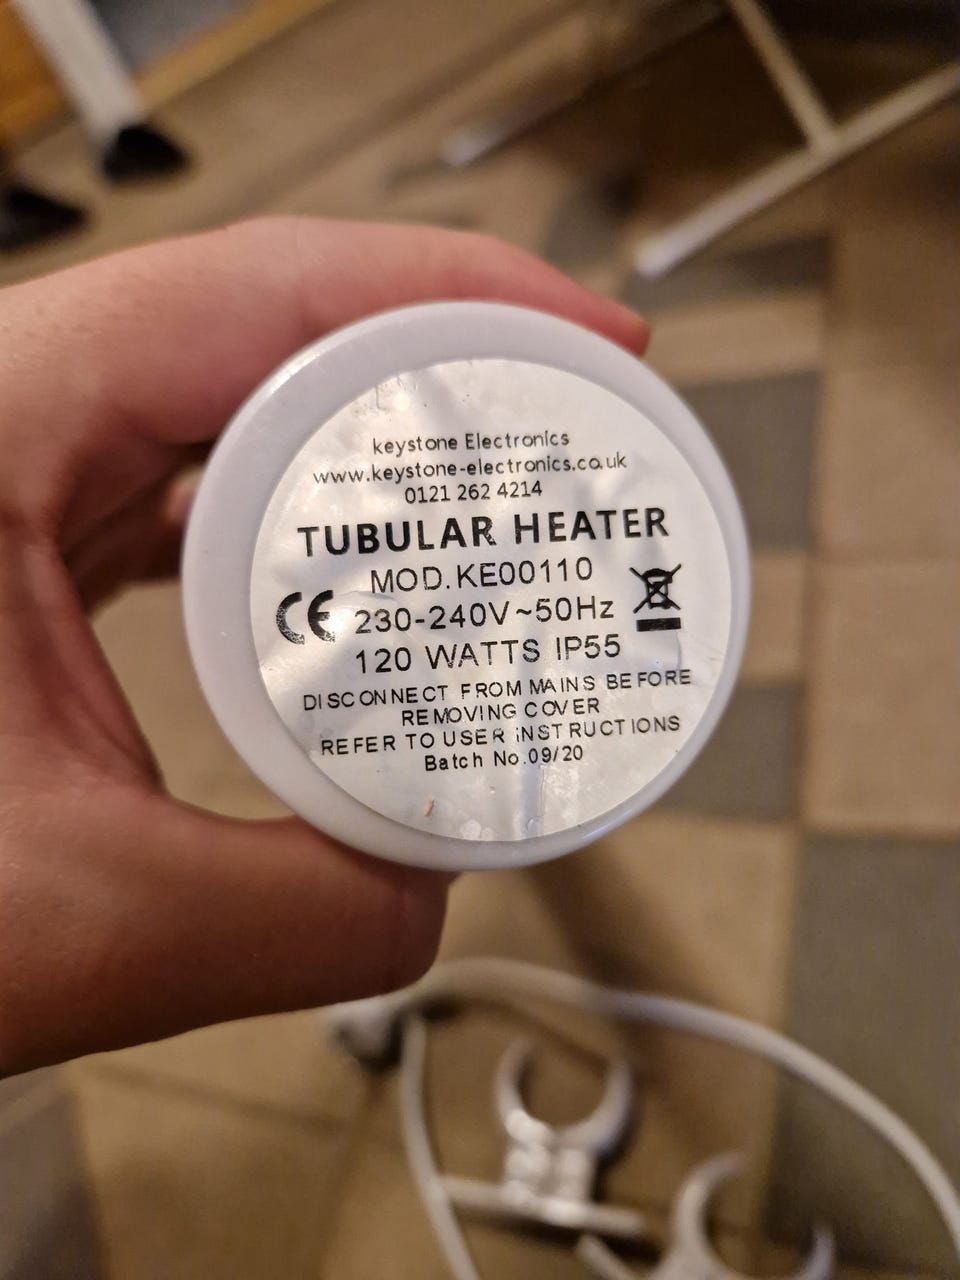 keystone Electronics
www.keystone-electronics.co.uk
0121 262 4214
TUBULAR HEATER
MOD.KE00110
CE 230-240V~50Hz
120 WATTS IP55
DISCONNECT FROM MAINS BEFORE
REMOVING COVER
REFER TO USER INSTRUCTIONS
Batch No.09/20